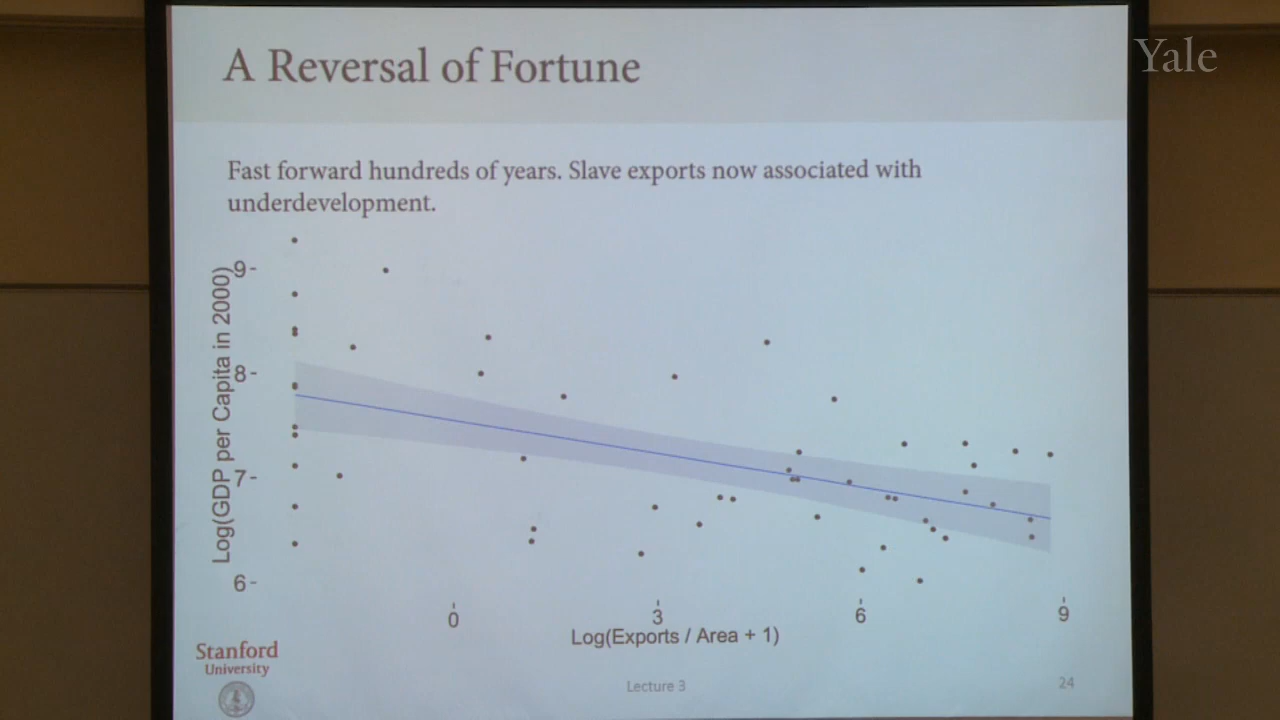 A Reversal of Fortune
Yale
Fast forward hundreds of years. Slave exports now associated with
underdevelopment.
Log(GDP per Capita in 2000)
9
8
7
6
0 3 6 9
Log(Exports / Area + 1)
Stanford
University
Lecture 3
24